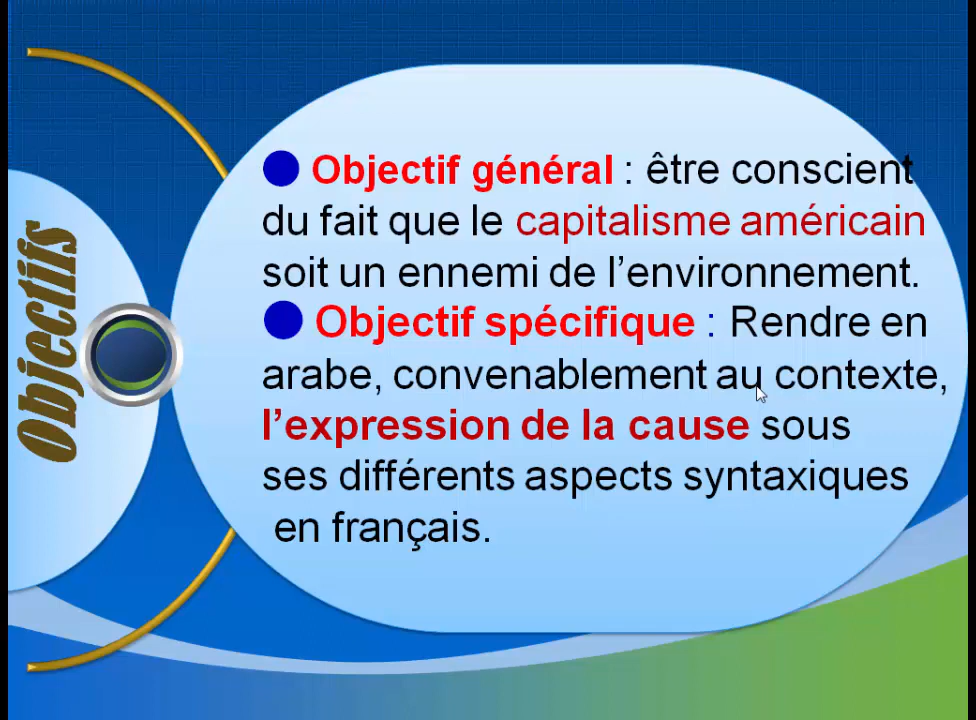 Objectifs
● Objectif général : être conscient
du fait que le capitalisme américain
soit un ennemi de l’environnement.
● Objectif spécifique : Rendre en
arabe, convenablement au contexte,
l’expression de la cause sous
ses différents aspects syntaxiques
en français.